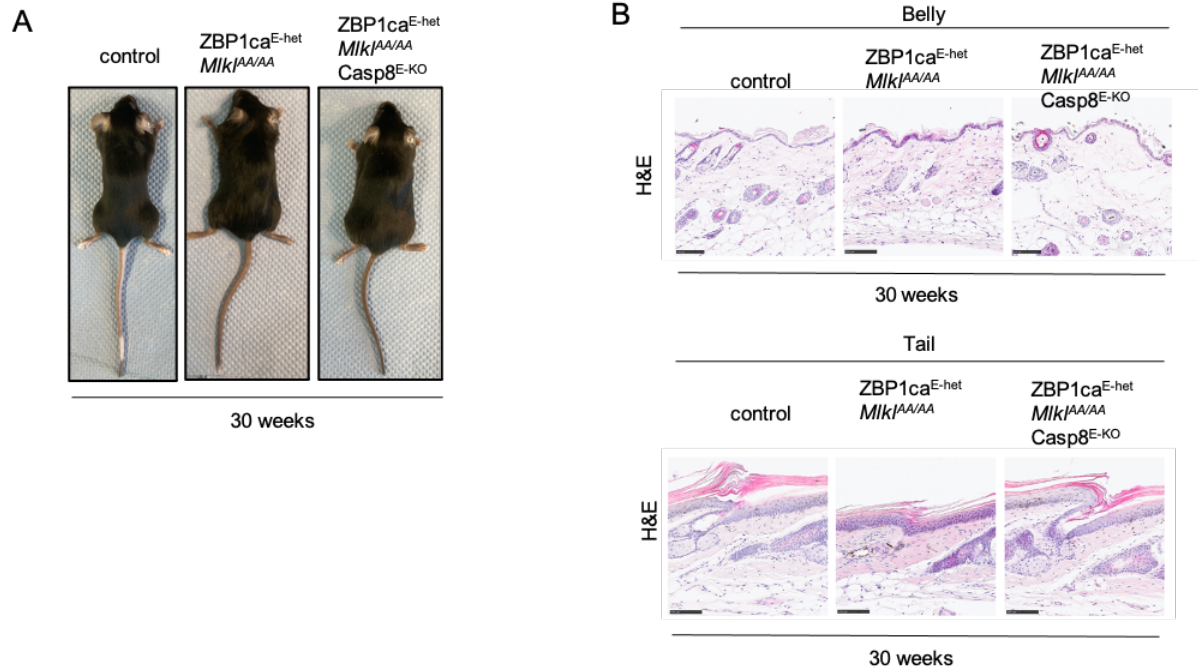 A
control
ZBP1caE-het
MlklAA/AA
ZBP1caE-het
MlklAA/AA
Casp8E-KO
30 weeks
B
Belly
control
ZBP1caE-het
MlklAA/AA
ZBP1caE-het
MlklAA/AA
Casp8E-KO
H&E
30 weeks
Tail
control
ZBP1caE-het
MlklAA/AA
ZBP1caE-het
MlklAA/AA
Casp8E-KO
H&E
30 weeks